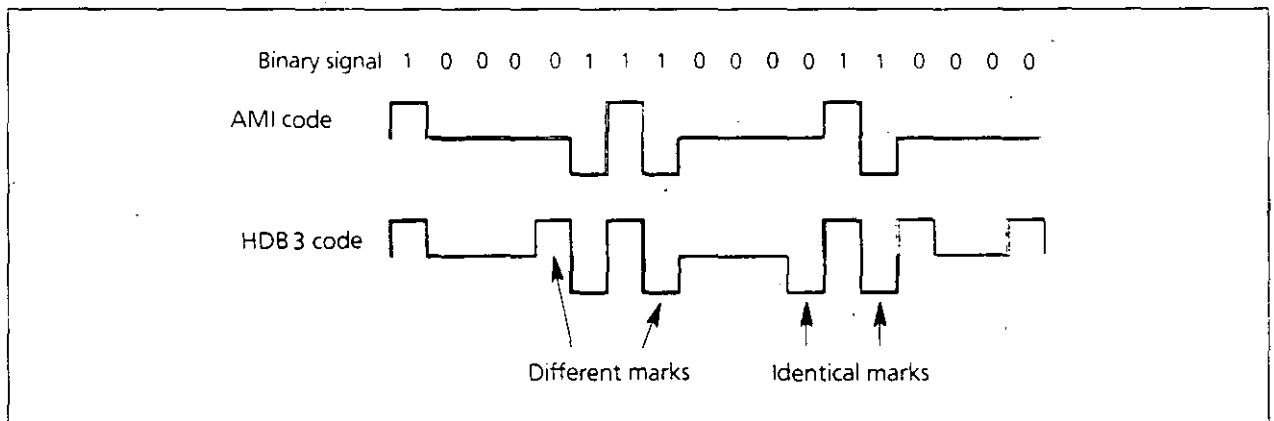 Binary signal 1 0 0 0 0 1 1 1 0 0 0 0 1 1 0 0 0 0
AMI code
HDB 3 code
Different marks Identical marks